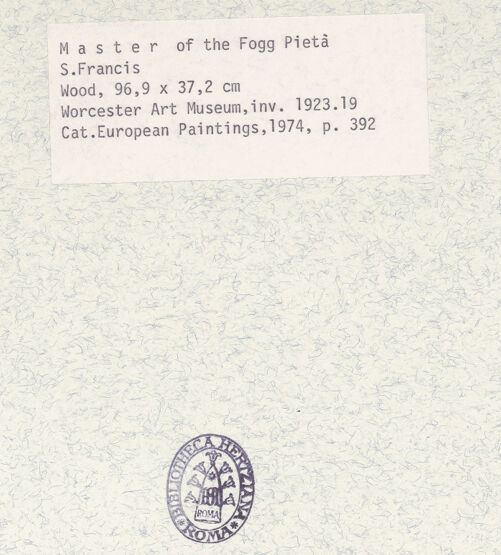 M a s t e r  of the Fogg Pietà
S.Francis
Wood, 96,9 x 37,2 cm
Worcester Art Museum,inv. 1923.19
Cat.European Paintings,1974, p. 392
BIBLIOTHECA HERTZIANA
ROMA
ROMA